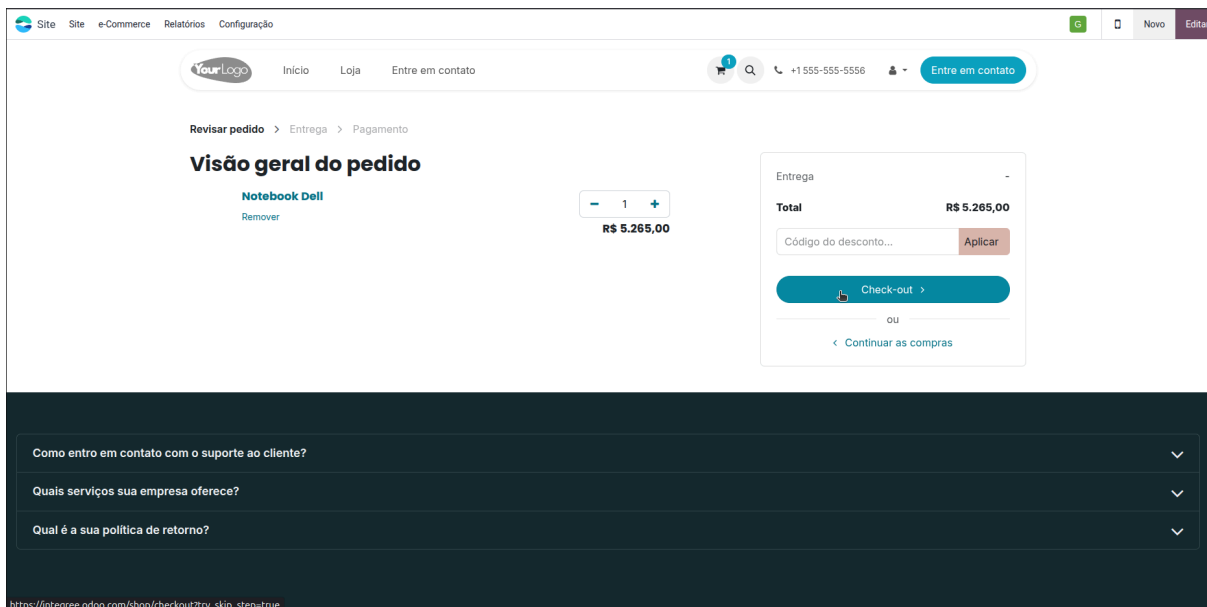 Site Site e-Commerce Relatórios Configuração G Novo Editar
YourLogo Início Loja Entre em contato 1 +1 555-555-5556 Entre em contato
Revisar pedido > Entrega > Pagamento
Visão geral do pedido
Notebook Dell
Remover
- 1 +
R$ 5.265,00
Entrega -
Total R$ 5.265,00
Código do desconto... Aplicar
Check-out >
ou
< Continuar as compras
Como entro em contato com o suporte ao cliente?
Quais serviços sua empresa oferece?
Qual é a sua política de retorno?
https://integree.odoo.com/shop/checkout?try_skip_step=true